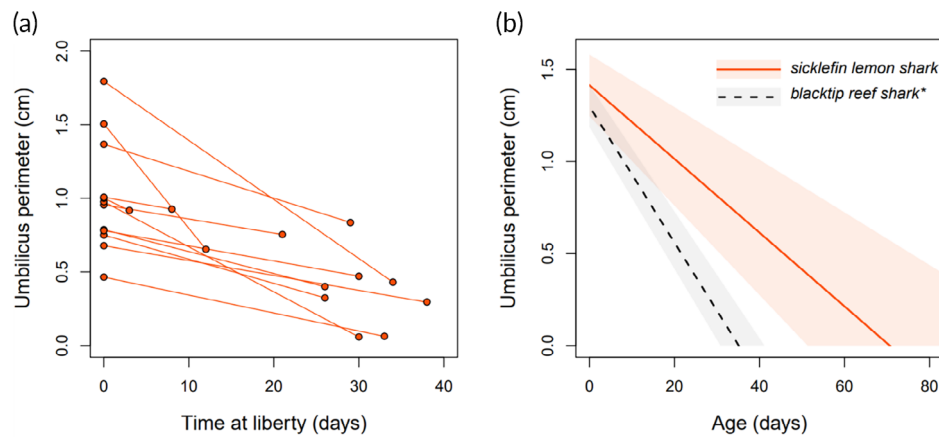 (a)
2.0
1.5
1.0
0.5
0.0
Umbilicus perimeter (cm)
0 10 20 30 40
Time at liberty (days)
(b)
sicklefin lemon shark
blacktip reef shark*
1.5
1.0
0.5
0.0
Umbilicus perimeter (cm)
0 20 40 60 80
Age (days)